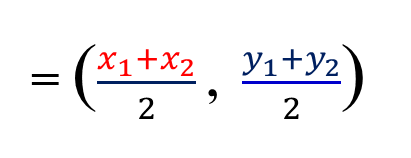 = (x₁+x₂/2 , y₁+y₂/2)